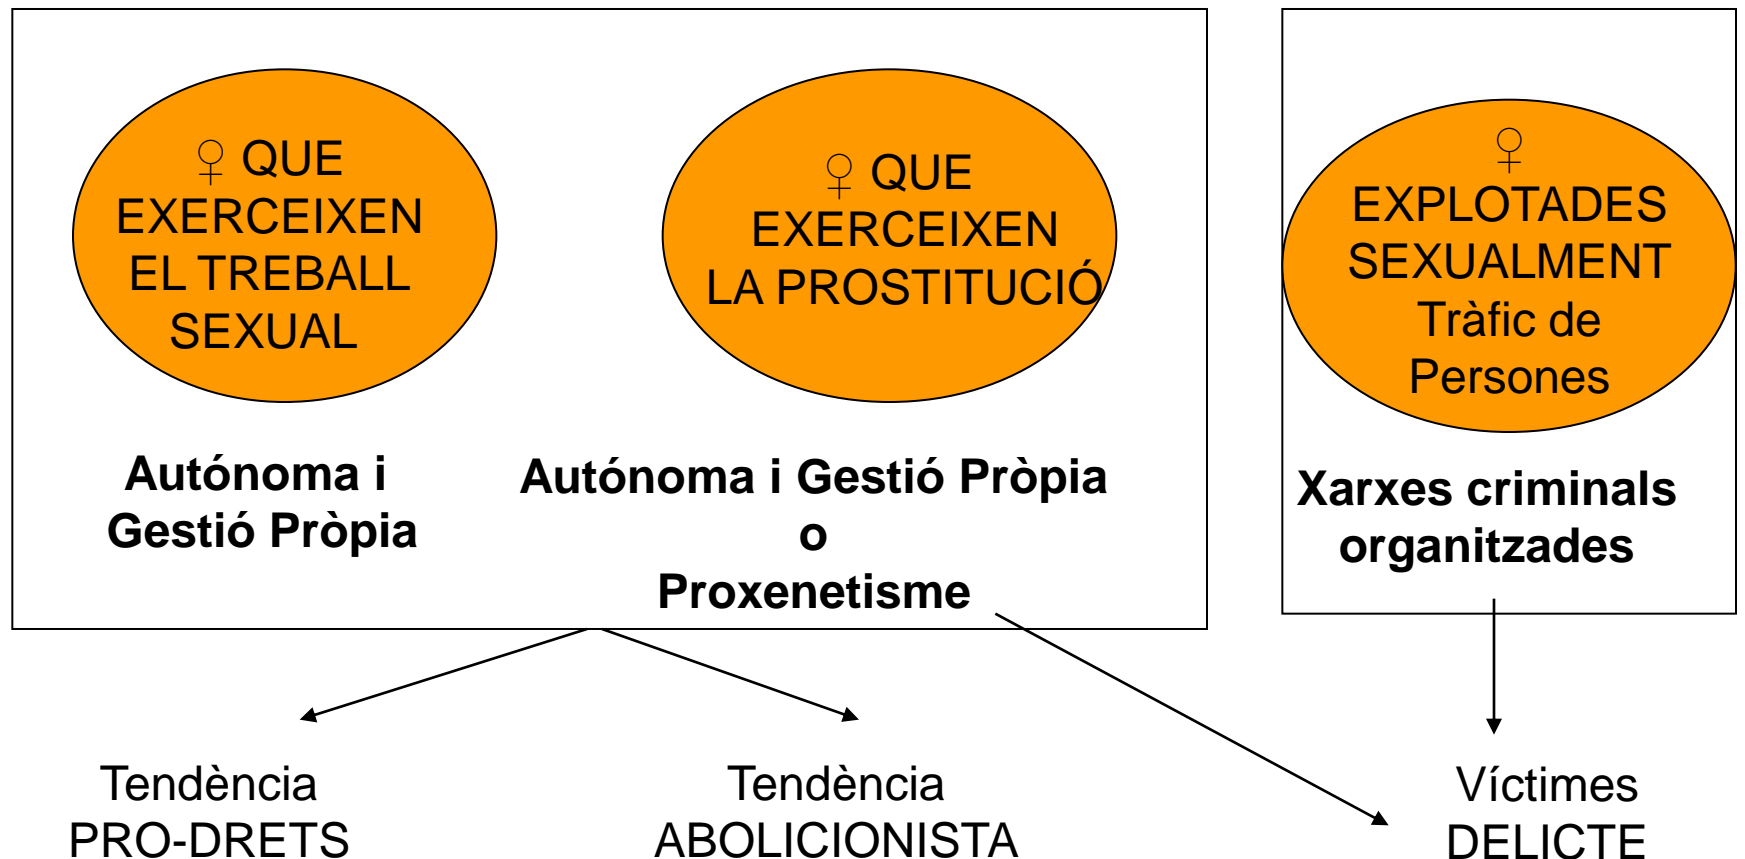 ♀ QUE
EXERCEIXEN
EL TREBALL
SEXUAL
♀ QUE
EXERCEIXEN
LA PROSTITUCIÓ
♀
EXPLOTADES
SEXUALMENT
Tràfic de
Persones
Autónoma i
Gestió Pròpia
Autónoma i Gestió Pròpia
o
Proxenetisme
Xarxes criminals
organitzades
Tendència
PRO-DRETS
Tendència
ABOLICIONISTA
Víctimes
DELICTE